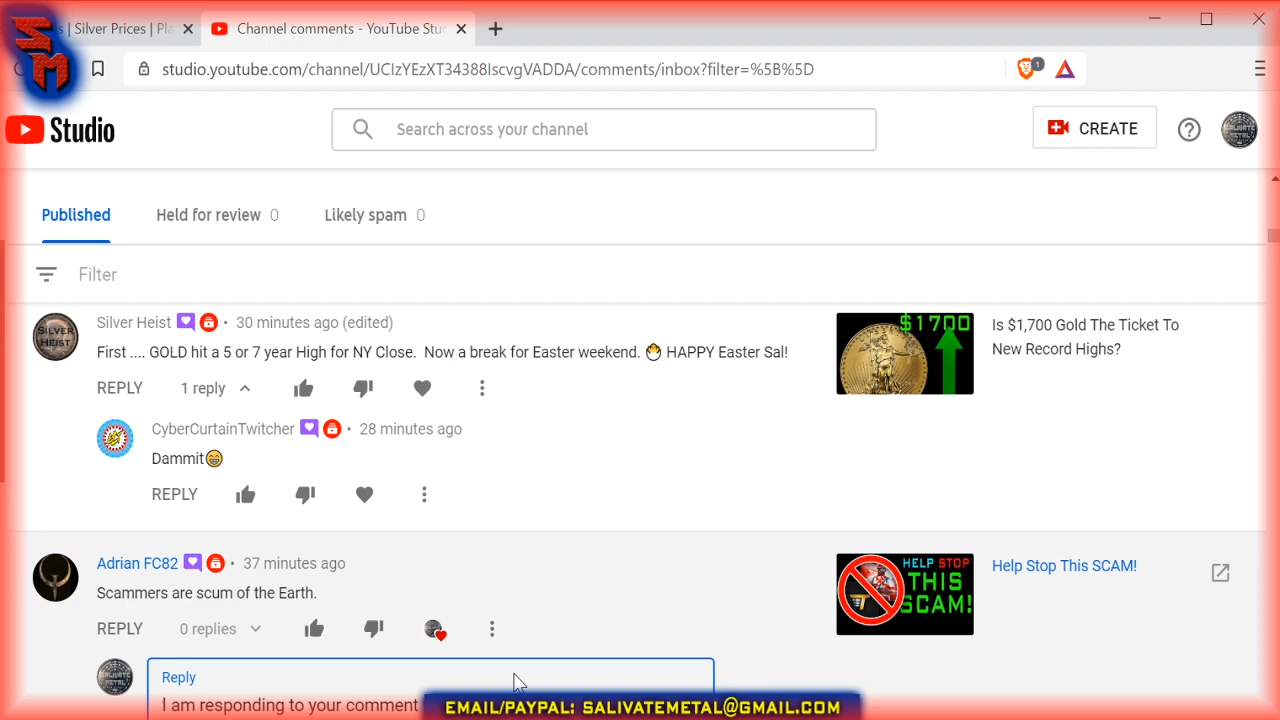 SM
s | Silver Prices | Pla
Channel comments - YouTube Stu
studio.youtube.com/channel/UCIzYEzXT34388IscvgVADDA/comments/inbox?filter=%5B%5D
1
Studio
Search across your channel
CREATE
Published
Held for review 0
Likely spam 0
Filter
SILVER HEIST
Silver Heist • 30 minutes ago (edited)
First .... GOLD hit a 5 or 7 year High for NY Close. Now a break for Easter weekend. 🐣 HAPPY Easter Sal!
REPLY 1 reply
$1700
Is $1,700 Gold The Ticket To
New Record Highs?
CyberCurtainTwitcher • 28 minutes ago
Dammit😁
REPLY
Adrian FC82 • 37 minutes ago
Scammers are scum of the Earth.
REPLY 0 replies
HELP STOP
THIS
SCAM!
Help Stop This SCAM!
Reply
I am responding to your comment
EMAIL/PAYPAL: SALIVATEMETAL@GMAIL.COM